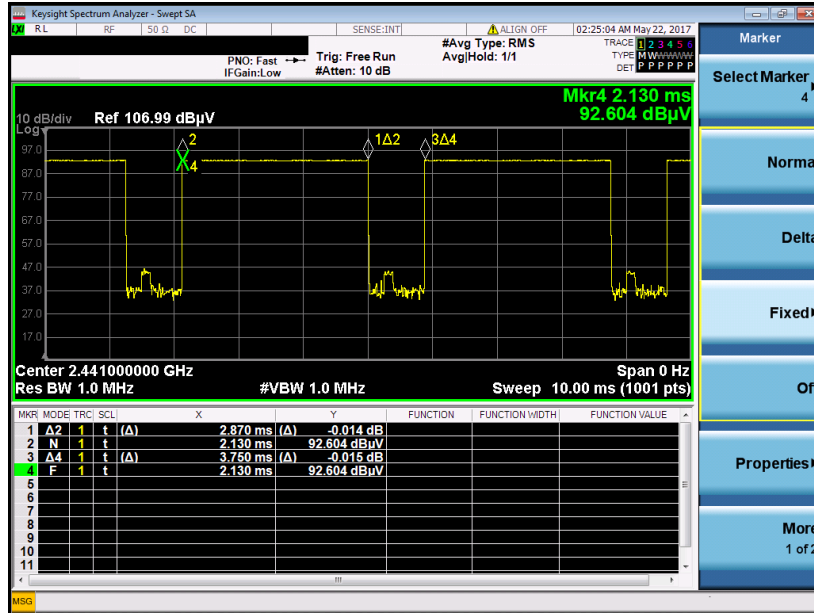 Keysight Spectrum Analyzer - Swept SA
LXI RL RF 50 Ω DC SENSE:INT ALIGN OFF 02:25:04 AM May 22, 2017
Marker
#Avg Type: RMS
TRACE 1 2 3 4 5 6
PNO: Fast
Trig: Free Run
Avg|Hold: 1/1
TYPE MWWWWW
IFGain:Low
#Atten: 10 dB
DET P P P P P P
Select Marker
4
Mkr4 2.130 ms
10 dB/div Ref 106.99 dBµV
92.604 dBµV
Log
2
1Δ2
3Δ4
4
97.0
87.0
77.0
67.0
57.0
47.0
37.0
27.0
17.0
Center 2.441000000 GHz Span 0 Hz
Res BW 1.0 MHz #VBW 1.0 MHz Sweep 10.00 ms (1001 pts)
MKR MODE TRC SCL X Y FUNCTION FUNCTION WIDTH FUNCTION VALUE
1 Δ2 1 t (Δ) 2.870 ms (Δ) -0.014 dB
2 N 1 t 2.130 ms 92.604 dBµV
3 Δ4 1 t (Δ) 3.750 ms (Δ) -0.015 dB
4 F 1 t 2.130 ms 92.604 dBµV
5
6
7
8
9
10
11
Norma
Delta
Fixed
Of
Properties
More
1 of 2
MSG